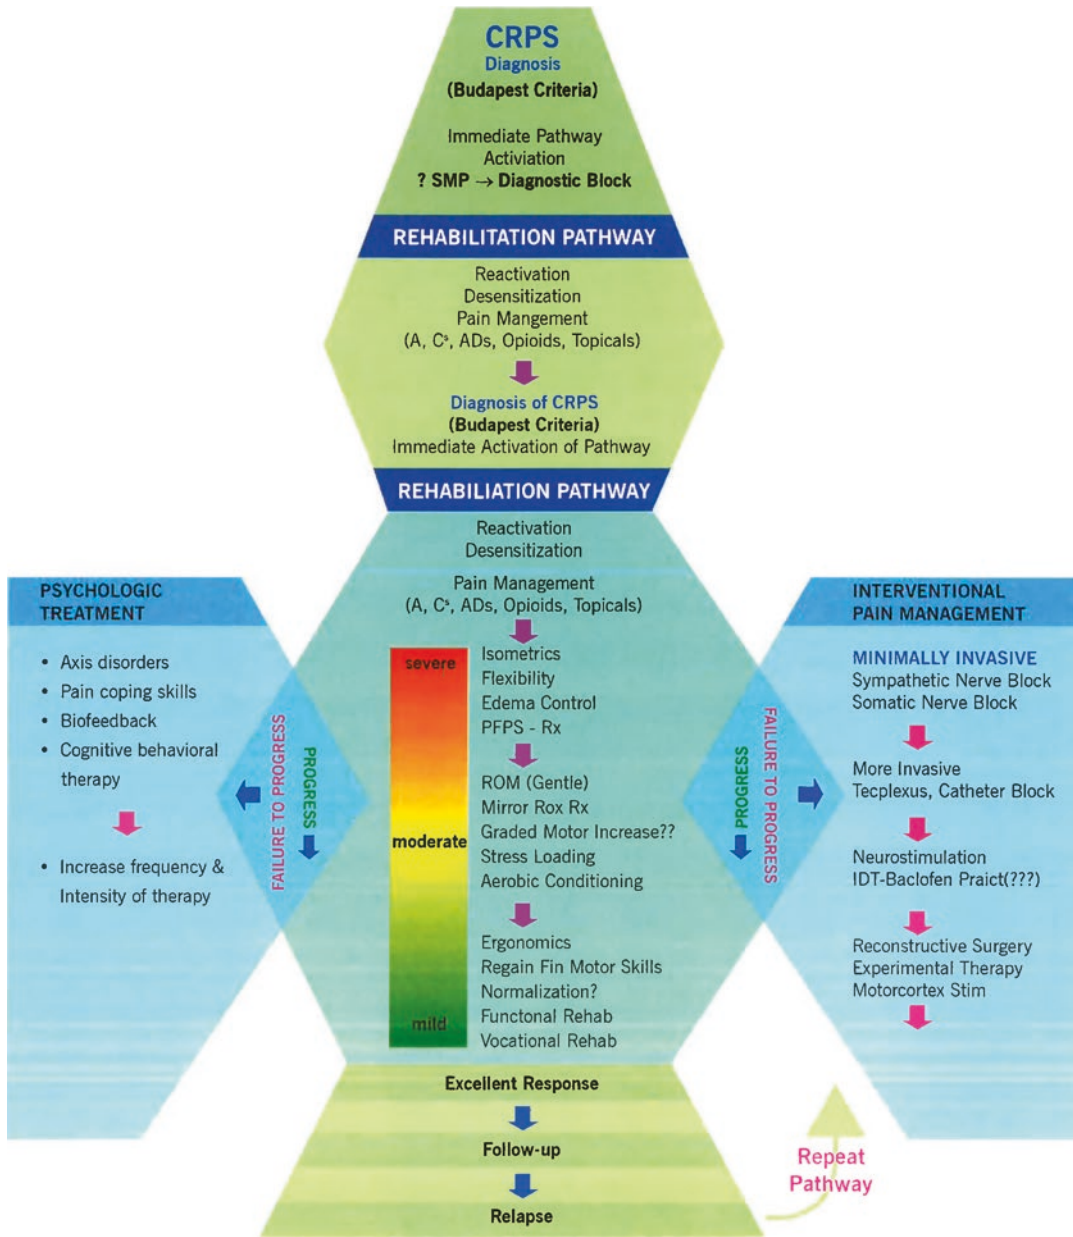 CRPS
Diagnosis
(Budapest Criteria)
Immediate Pathway
Activiation
? SMP → Diagnostic Block
REHABILITATION PATHWAY
Reactivation
Desensitization
Pain Mangement
(A, Cˢ, ADs, Opioids, Topicals)
Diagnosis of CRPS
(Budapest Criteria)
Immediate Activation of Pathway
REHABILIATION PATHWAY
Reactivation
Desensitization
Pain Management
(A, Cˢ, ADs, Opioids, Topicals)
severe
moderate
mild
Isometrics
Flexibility
Edema Control
PFPS - Rx
ROM (Gentle)
Mirror Rox Rx
Graded Motor Increase??
Stress Loading
Aerobic Conditioning
Ergonomics
Regain Fin Motor Skills
Normalization?
Functonal Rehab
Vocational Rehab
PSYCHOLOGIC
TREATMENT
• Axis disorders
• Pain coping skills
• Biofeedback
• Cognitive behavioral
therapy
• Increase frequency &
Intensity of therapy
FAILURE TO PROGRESS
PROGRESS
PROGRESS
FAILURE TO PROGRESS
INTERVENTIONAL
PAIN MANAGEMENT
MINIMALLY INVASIVE
Sympathetic Nerve Block
Somatic Nerve Block
More Invasive
Tecplexus, Catheter Block
Neurostimulation
IDT-Baclofen Praict(???)
Reconstructive Surgery
Experimental Therapy
Motorcortex Stim
Excellent Response
Follow-up
Relapse
Repeat
Pathway